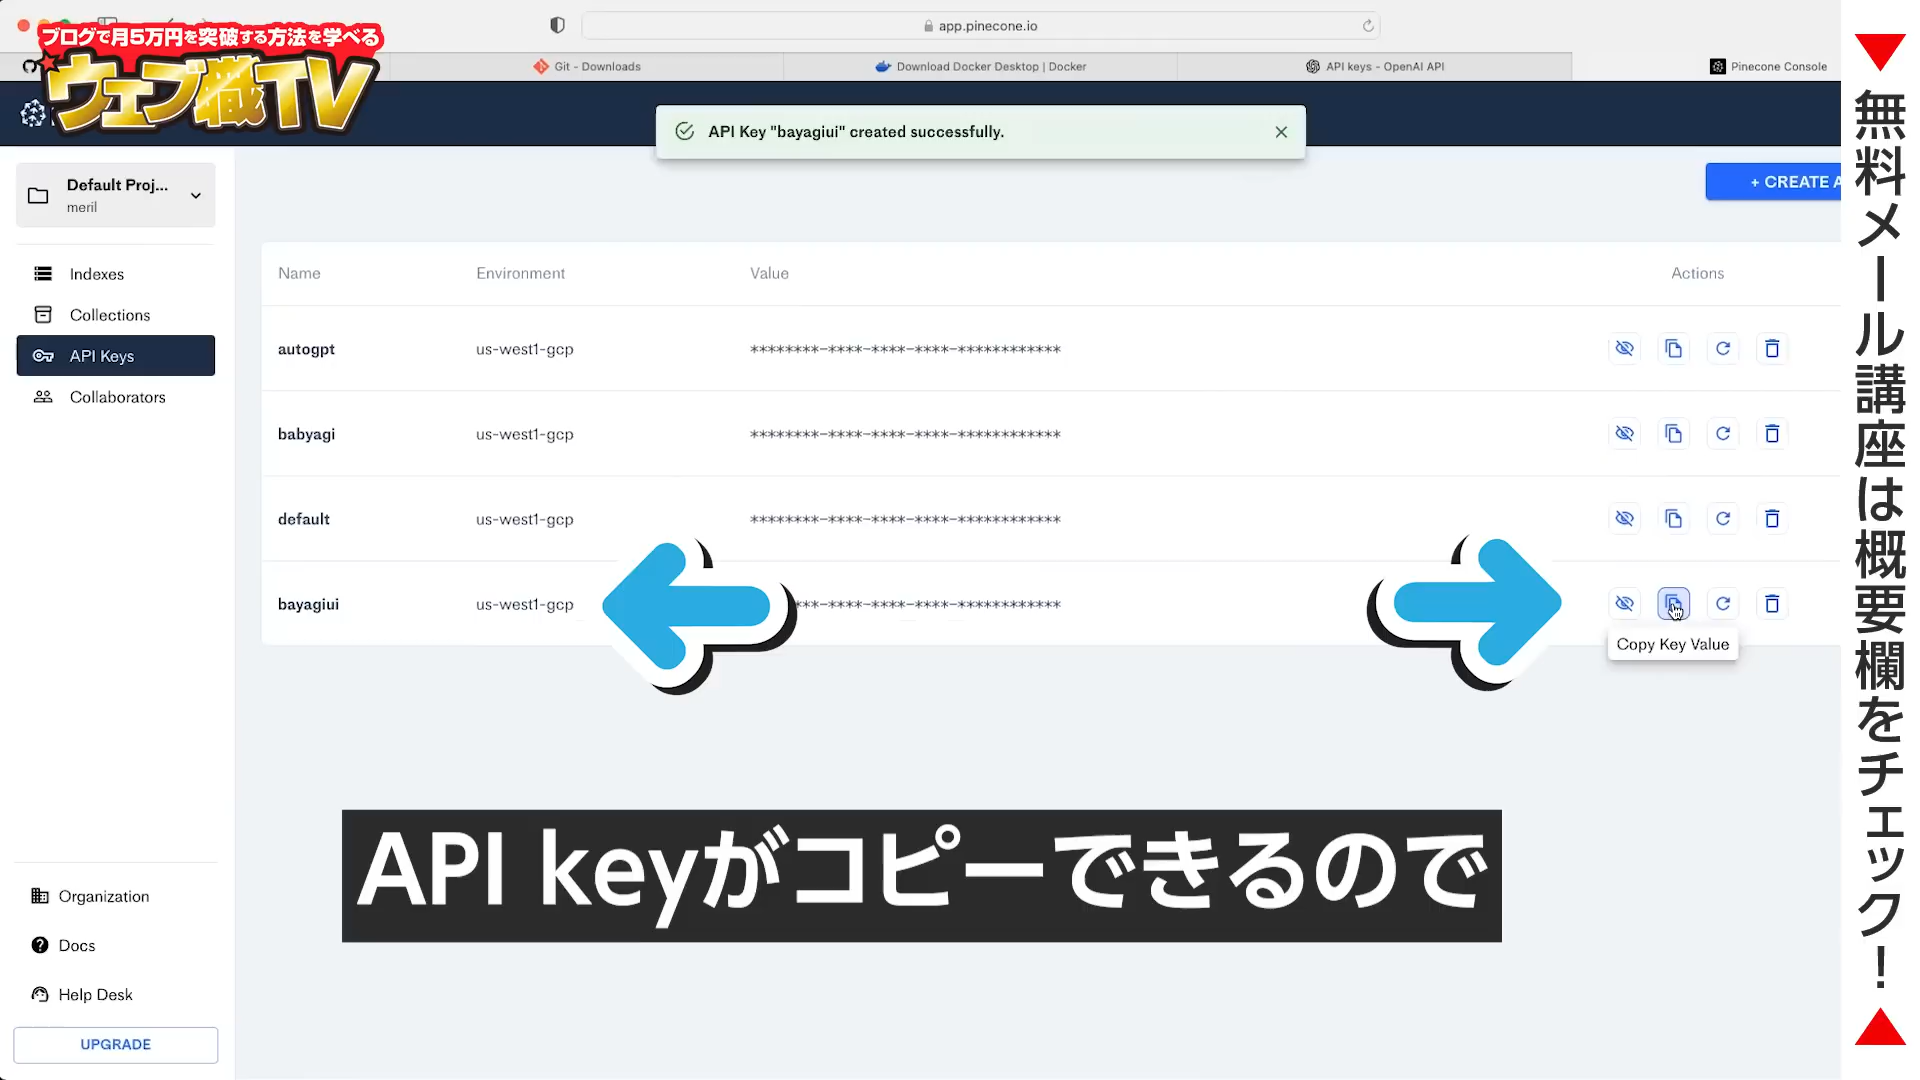 app.pinecone.io
ブログで月5万円を突破する方法を学べる
ウェブ職TV
Git - Downloads
Download Docker Desktop | Docker
API keys - OpenAI API
Pinecone Console
API Key "bayagiui" created successfully.
Default Proj...
meril
+ CREATE A
Indexes
Collections
API Keys
Collaborators
Name Environment Value Actions
autogpt us-west1-gcp ********-****-****-****-************
babyagi us-west1-gcp ********-****-****-****-************
default us-west1-gcp ********-****-****-****-************
bayagiui us-west1-gcp ***-****-****-************
Copy Key Value
API keyがコピーできるので
Organization
Docs
Help Desk
UPGRADE
無料メール講座は概要欄をチェック!